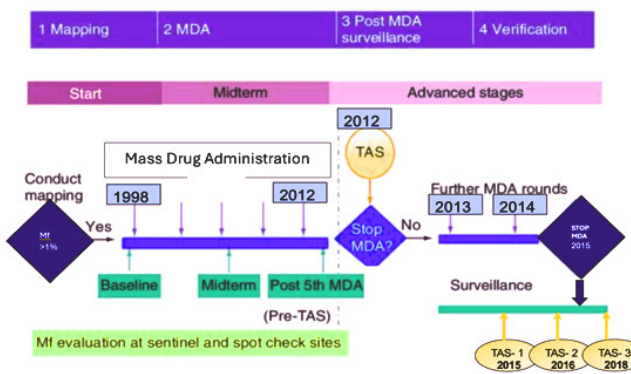 1 Mapping
2 MDA
3 Post MDA
surveillance
4 Verification
Start
Midterm
Advanced stages
2012
TAS
Mass Drug Administration
Conduct
mapping
1998
2012
Further MDA rounds
2013
2014
Mf
>1%
Yes
Stop
MDA?
No
STOP
MDA
2015
Baseline
Midterm
Post 5th MDA
(Pre-TAS)
Surveillance
Mf evaluation at sentinel and spot check sites
TAS- 1
2015
TAS- 2
2016
TAS- 3
2018